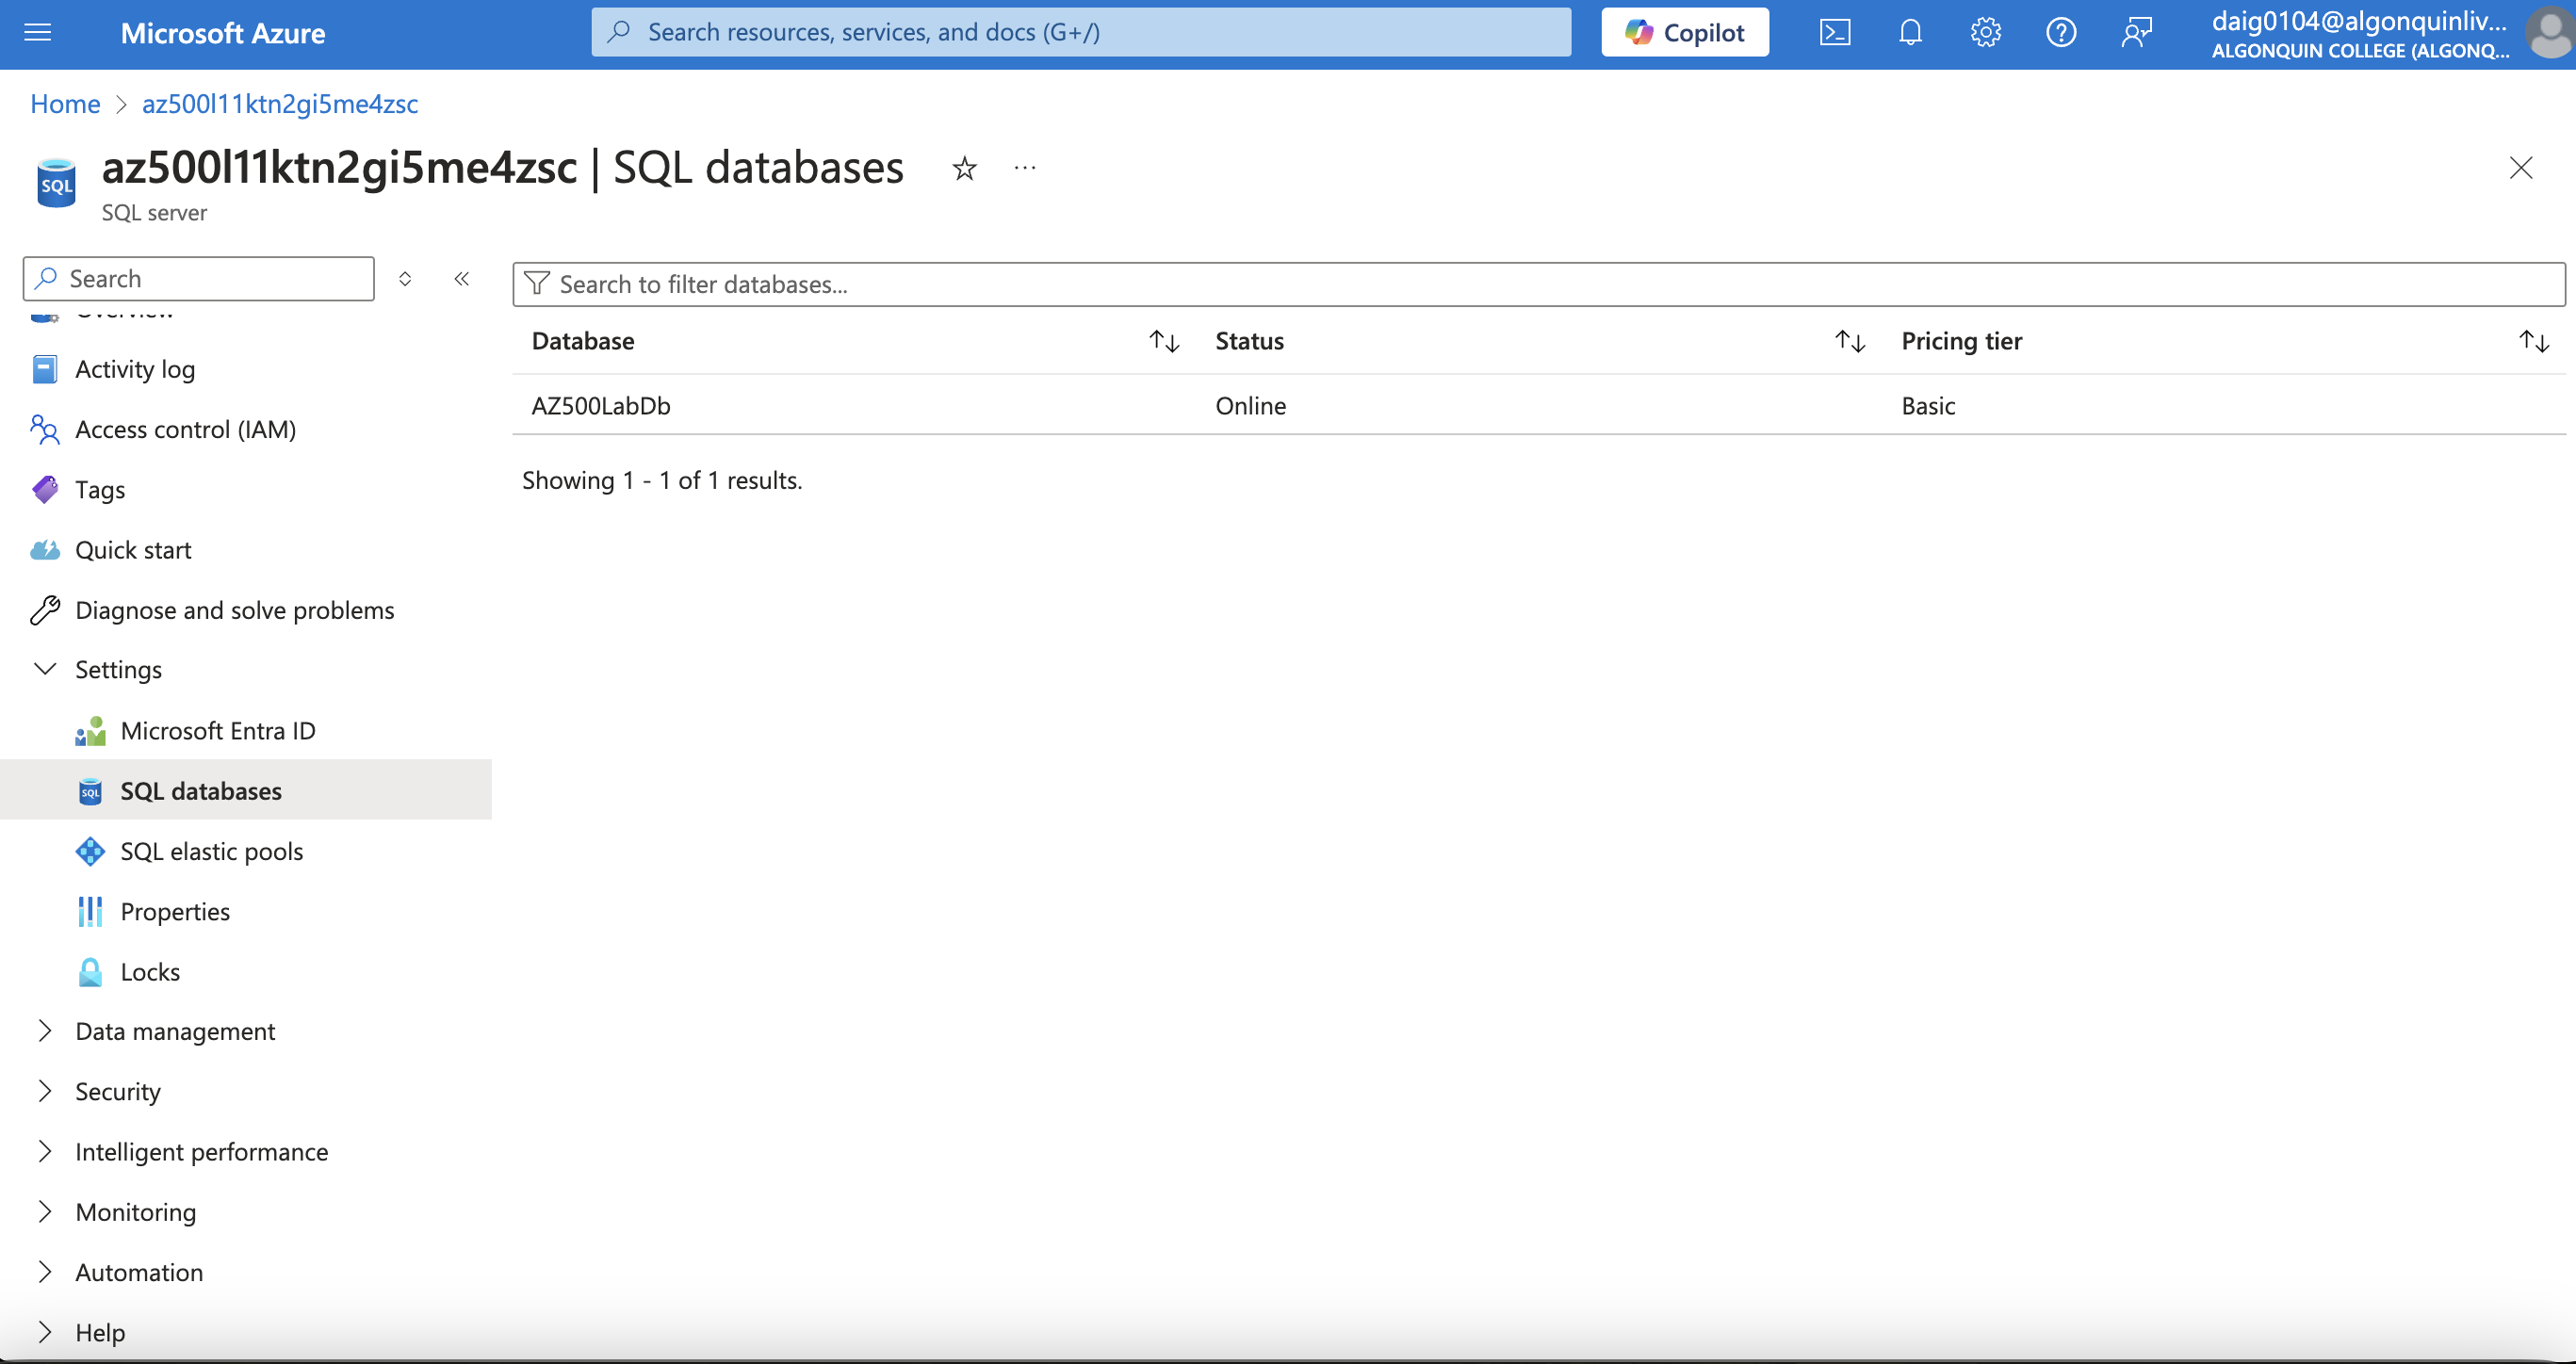 Microsoft Azure
Search resources, services, and docs (G+/)
Copilot
daig0104@algonquinliv...
ALGONQUIN COLLEGE (ALGONQ...
Home > az500l11ktn2gi5me4zsc
az500l11ktn2gi5me4zsc | SQL databases
SQL
SQL server
Search
Search to filter databases...
Overview
Database Status Pricing tier
Activity log
AZ500LabDb Online Basic
Access control (IAM)
Showing 1 - 1 of 1 results.
Tags
Quick start
Diagnose and solve problems
Settings
Microsoft Entra ID
SQL databases
SQL elastic pools
Properties
Locks
Data management
Security
Intelligent performance
Monitoring
Automation
Help